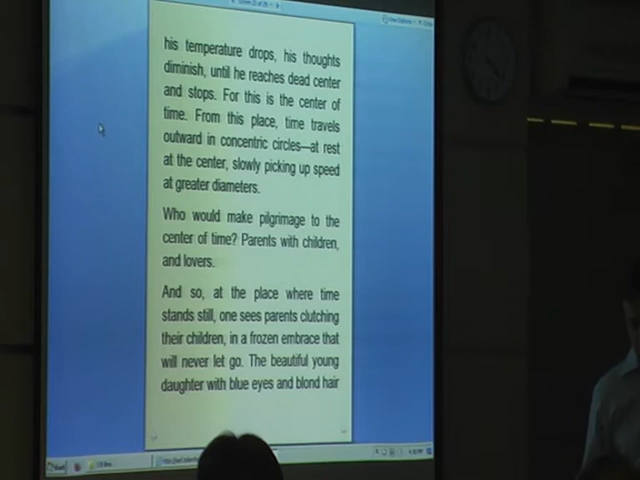 his temperature drops, his thoughts
diminish, until he reaches dead center
and stops. For this is the center of
time. From this place, time travels
outward in concentric circles—at rest
at the center, slowly picking up speed
at greater diameters.
Who would make pilgrimage to the
center of time? Parents with children,
and lovers.
And so, at the place where time
stands still, one sees parents clutching
their children, in a frozen embrace that
will never let go. The beautiful young
daughter with blue eyes and blond hair